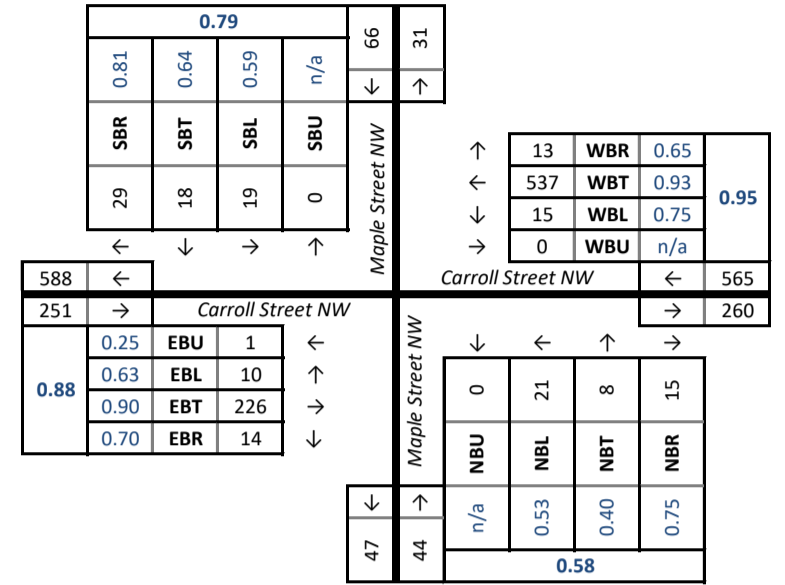 0.79
0.81 0.64 0.59 n/a
SBR SBT SBL SBU
29 18 19 0
← ↓ → ↑
66 31
← ↑
Maple Street NW
↑ 13 WBR 0.65
← 537 WBT 0.93
↓ 15 WBL 0.75
→ 0 WBU n/a
0.95
588 ←
Carroll Street NW
← 565
251 →
Carroll Street NW
→ 260
0.88
0.25 EBU 1 ←
0.63 EBL 10 ↑
0.90 EBT 226 →
0.70 EBR 14 ↓
Maple Street NW
↓ ← ↑ →
0 21 8 15
NBU NBL NBT NBR
n/a 0.53 0.40 0.75
0.58
↓ ↑
47 44